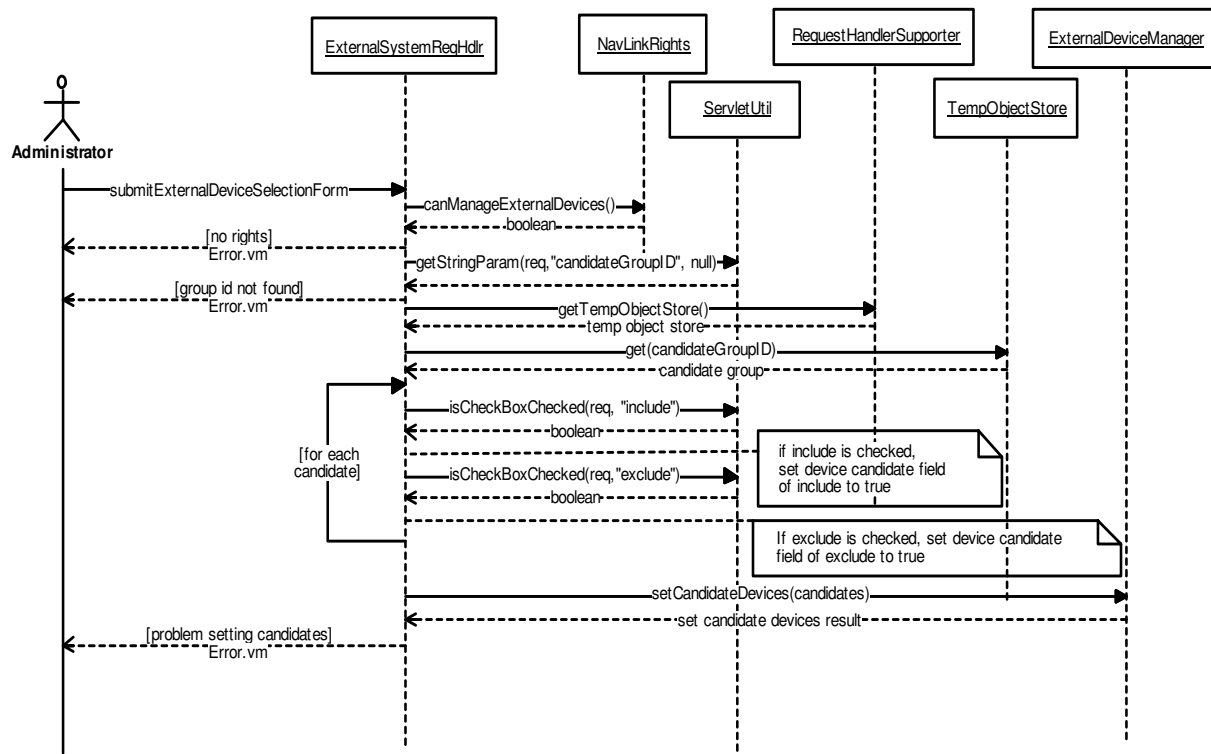 ExternalSystemReqHdlr
NavLinkRights
RequestHandlerSupporter
ExternalDeviceManager
ServletUtil
TempObjectStore
Administrator
submitExternalDeviceSelectionForm
canManageExternalDevices()
boolean
[no rights]
Error.vm
getStringParam(req,"candidateGroupID", null)
[group id not found]
Error.vm
getTempObjectStore()
temp object store
get(candidateGroupID)
candidate group
isCheckBoxChecked(req, "include")
boolean
[for each
candidate]
if include is checked,
set device candidate field
of include to true
isCheckBoxChecked(req,"exclude")
boolean
If exclude is checked, set device candidate
field of exclude to true
setCandidateDevices(candidates)
set candidate devices result
[problem setting candidates]
Error.vm